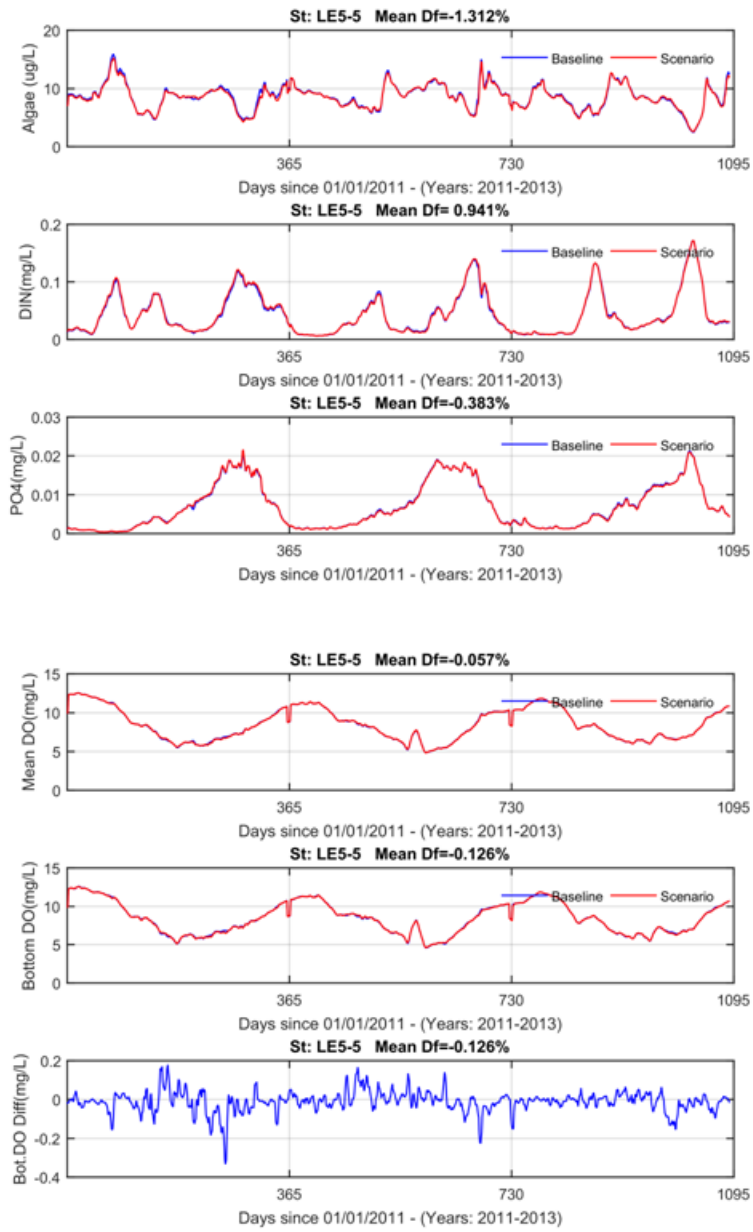 St: LE5-5 Mean Df=-1.312%
20
10
0
Algae (ug/L)
Baseline
Scenario
365
730
1095
Days since 01/01/2011 - (Years: 2011-2013)
St: LE5-5 Mean Df= 0.941%
0.2
0.1
0
DIN(mg/L)
Baseline
Scenario
365
730
1095
Days since 01/01/2011 - (Years: 2011-2013)
St: LE5-5 Mean Df=-0.383%
0.03
0.02
0.01
0
PO4(mg/L)
Baseline
Scenario
365
730
1095
Days since 01/01/2011 - (Years: 2011-2013)
St: LE5-5 Mean Df=-0.057%
15
10
5
0
Mean DO(mg/L)
Baseline
Scenario
365
730
1095
Days since 01/01/2011 - (Years: 2011-2013)
St: LE5-5 Mean Df=-0.126%
15
10
5
0
Bottom DO(mg/L)
Baseline
Scenario
365
730
1095
Days since 01/01/2011 - (Years: 2011-2013)
St: LE5-5 Mean Df=-0.126%
0.2
0
-0.2
-0.4
Bot.DO Diff(mg/L)
365
730
1095
Days since 01/01/2011 - (Years: 2011-2013)